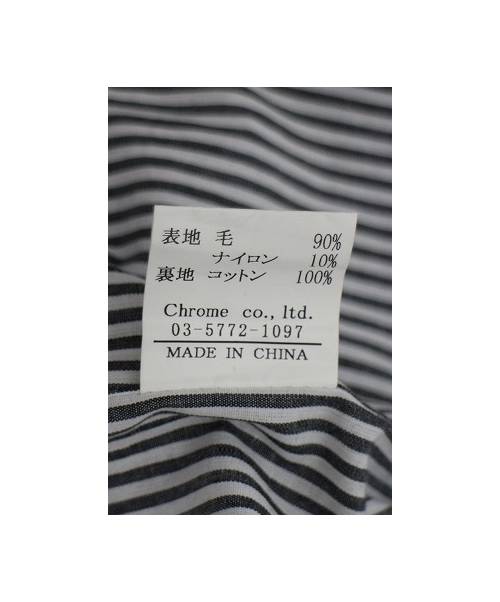 表地 毛 90%
ナイロン 10%
裏地 コットン 100%
Chrome co., ltd.
03-5772-1097
MADE IN CHINA